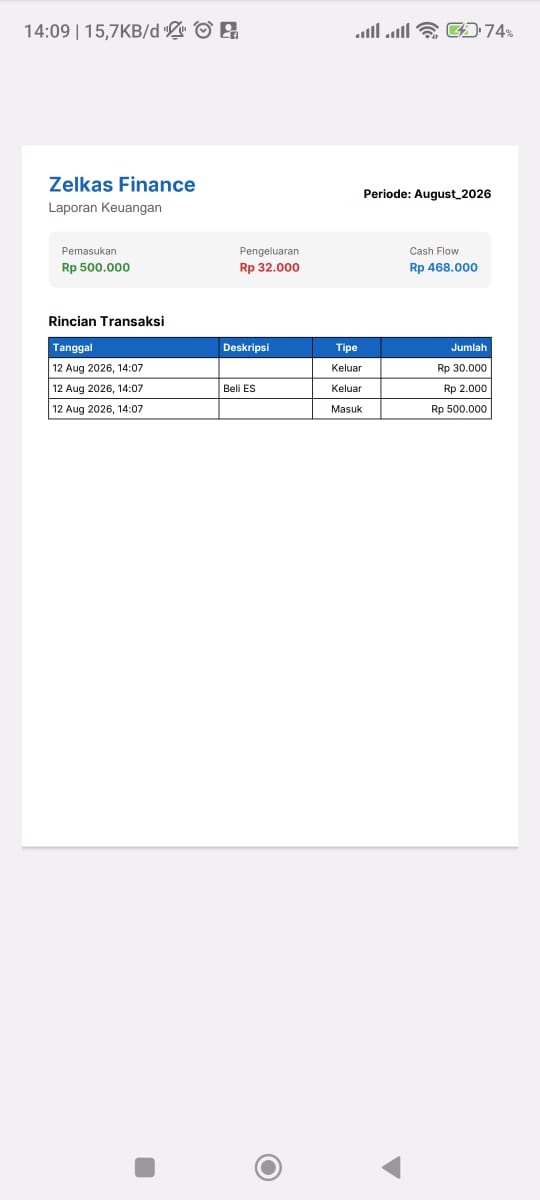 14:09 | 15,7KB/d 74%
Zelkas Finance
Laporan Keuangan
Periode: August_2026
Pemasukan Pengeluaran Cash Flow
Rp 500.000 Rp 32.000 Rp 468.000
Rincian Transaksi
Tanggal Deskripsi Tipe Jumlah
12 Aug 2026, 14:07 Keluar Rp 30.000
12 Aug 2026, 14:07 Beli ES Keluar Rp 2.000
12 Aug 2026, 14:07 Masuk Rp 500.000